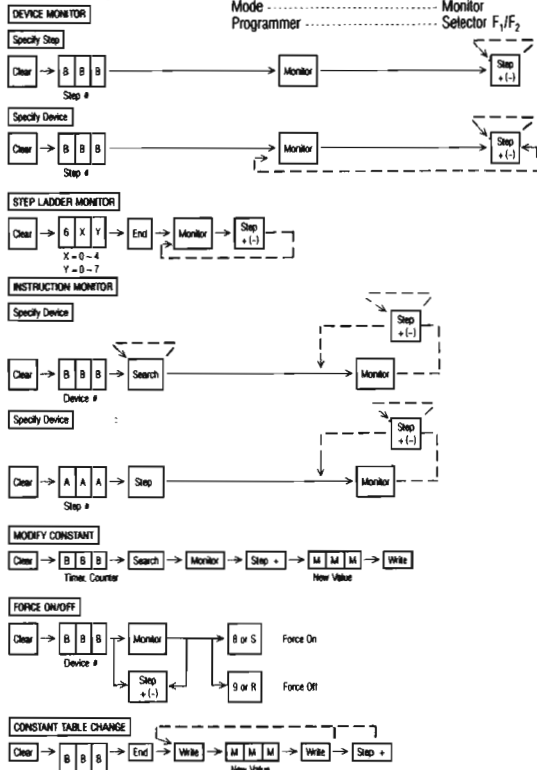 Mode ........................ Monitor
Programmer ........................ Selector F1/F2
DEVICE MONITOR
Specify Step
Clear B B B Monitor Step + (-)
Step #
Specify Device
Clear B B B Monitor Step + (-)
Step #
STEP LADDER MONITOR
Clear 6 X Y End Monitor Step + (-)
X = 0 ~ 4
Y = 0 ~ 7
INSTRUCTION MONITOR
Specify Device
Step + (-)
Clear B B B Search Monitor
Device #
Specify Device :
Step + (-)
Clear A A A Step Monitor
Step #
MODIFY CONSTANT
Clear B B B Search Monitor Step + M M M Write
Timer, Counter New Value
FORCE ON/OFF
Clear B B B Monitor 8 or S Force On
Device #
Step + (-) 9 or R Force Off
CONSTANT TABLE CHANGE
Clear B B B End Write M M M Write Step +
New Value